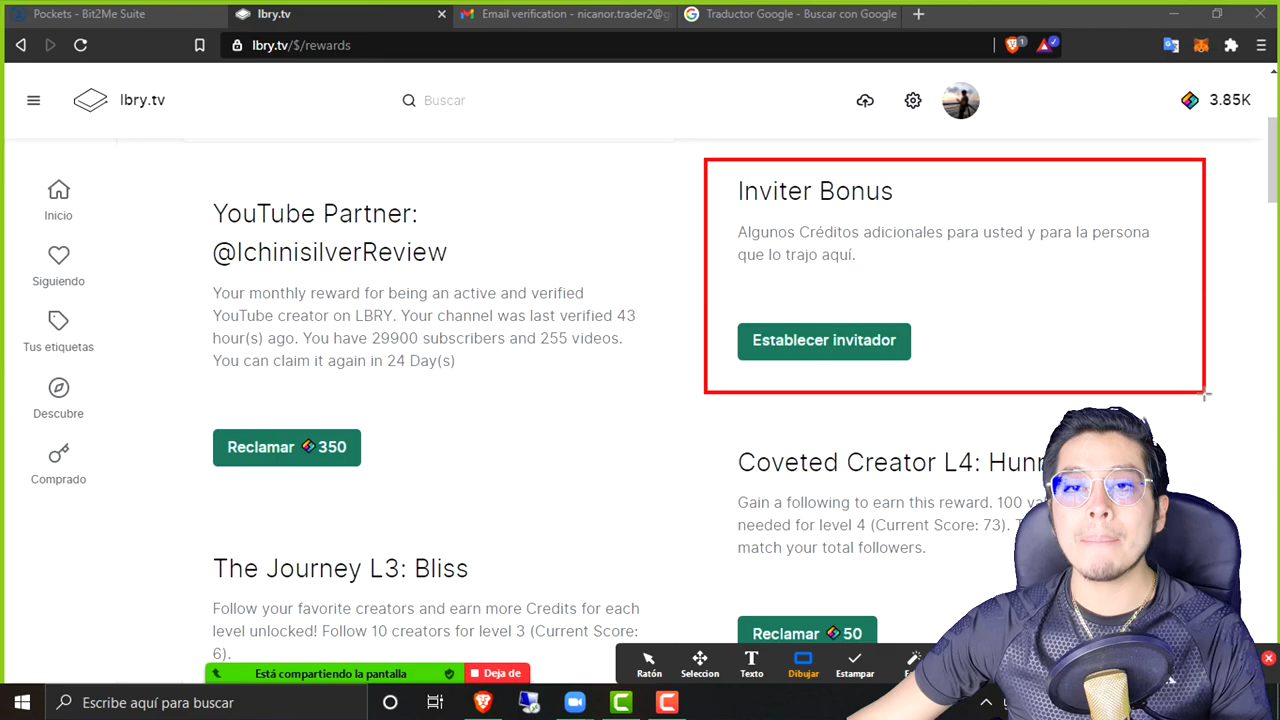 Pockets - Bit2Me Suite
lbry.tv
Email verification - nicanor.trader2@g
Traductor Google - Buscar con Google
lbry.tv/$/rewards
1
lbry.tv
Buscar
3.85K
Inicio
Siguiendo
Tus etiquetas
Descubre
Comprado
YouTube Partner:
@IchinisilverReview
Your monthly reward for being an active and verified
YouTube creator on LBRY. Your channel was last verified 43
hour(s) ago. You have 29900 subscribers and 255 videos.
You can claim it again in 24 Day(s)
Reclamar 350
The Journey L3: Bliss
Follow your favorite creators and earn more Credits for each
level unlocked! Follow 10 creators for level 3 (Current Score:
6).
Inviter Bonus
Algunos Créditos adicionales para usted y para la persona
que lo trajo aquí.
Establecer invitador
Coveted Creator L4:
Gain a following to earn this reward. 100
needed for level 4 (Current Score: 73).
match your total followers.
Reclamar 50
Está compartiendo la pantalla
Deja de
Ratón
Seleccion
Texto
Dibujar
Estampar
Escribe aquí para buscar